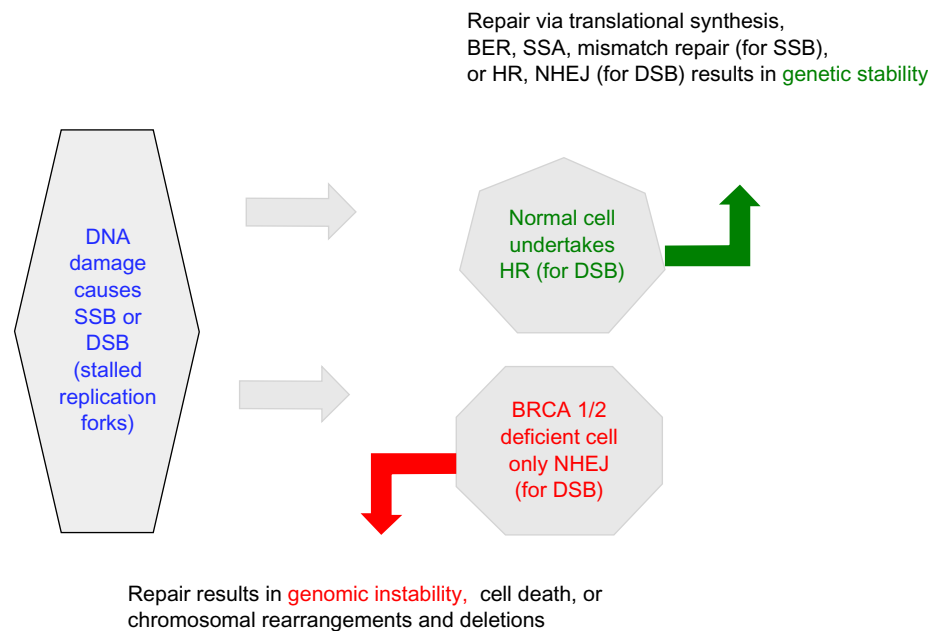 Repair via translational synthesis,
BER, SSA, mismatch repair (for SSB),
or HR, NHEJ (for DSB) results in genetic stability
DNA
damage
causes
SSB or
DSB
(stalled
replication
forks)
Normal cell
undertakes
HR (for DSB)
BRCA 1/2
deficient cell
only NHEJ
(for DSB)
Repair results in genomic instability, cell death, or
chromosomal rearrangements and deletions